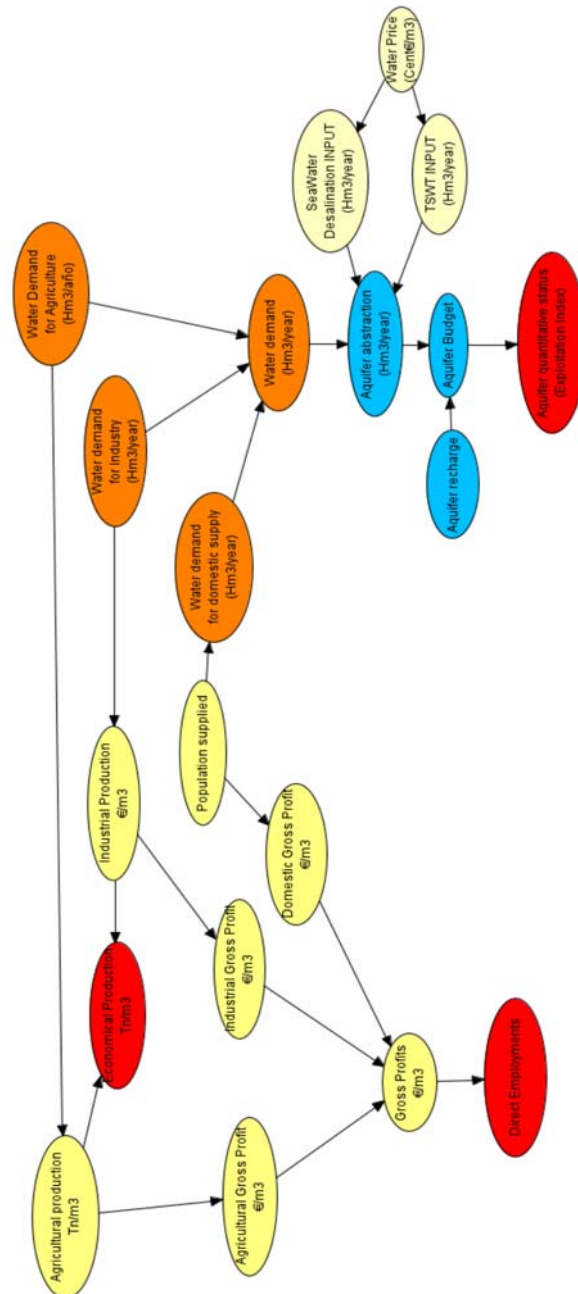 Agricultural production
Tn/m3
Water Demand
for Agriculture
(Hm3/año)
Economical Production
Tn/m3
Industrial Production
€/m3
Water demand
for Industry
(Hm3/year)
Agricultural Gross Profit
€/m3
Industrial Gross Profit
€/m3
Population supplied
Water demand
for domestic supply
(Hm3/year)
Domestic Gross Profit
€/m3
Water demand
(Hm3/year)
SeaWater
Desalination INPUT
(Hm3/year)
Water Price
(Cent€/m3)
Gross Profits
€/m3
Aquifer abstraction
(Hm3/year)
TSWT INPUT
(Hm3/year)
Aquifer recharge
Aquifer Budget
Direct Employments
Aquifer quantitative status
(Exploitation Index)